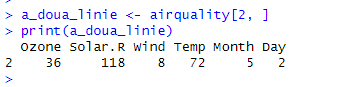 > a_doua_linie <- airquality[2, ]
> print(a_doua_linie)
  Ozone Solar.R Wind Temp Month Day
2    36     118    8   72     5   2
>